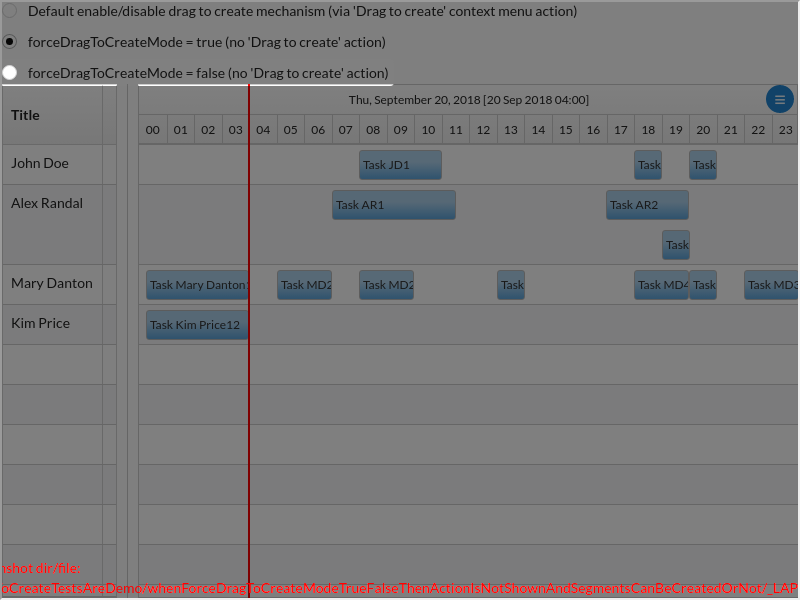 Default enable/disable drag to create mechanism (via 'Drag to create' context menu action)
forceDragToCreateMode = true (no 'Drag to create' action)
forceDragToCreateMode = false (no 'Drag to create' action)
Title
Thu, September 20, 2018 [20 Sep 2018 04:00]
00 01 02 03 04 05 06 07 08 09 10 11 12 13 14 15 16 17 18 19 20 21 22 23
John Doe
Task JD1 Task Task
Alex Randal
Task AR1 Task AR2
Task
Mary Danton
Task Mary Danton Task MD2 Task MD2 Task Task MD4 Task Task MD3
Kim Price
Task Kim Price12
nshot dir/file:
oCreateTestsAreDemo/whenForceDragToCreateModeTrueFalseThenActionIsNotShownAndSegmentsCanBeCreatedOrNot/_LAP